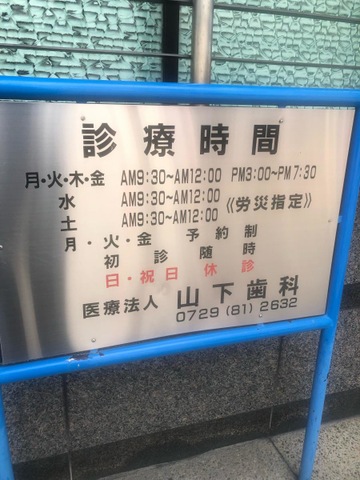 診療時間
月・火・木・金 AM9:30~AM12:00 PM3:00~PM7:30
水 AM9:30~AM12:00
土 AM9:30~AM12:00 《労災指定》
月・火・金 予約制
初診随時
日・祝日 休診
医療法人 山下歯科
0729 (81) 2632